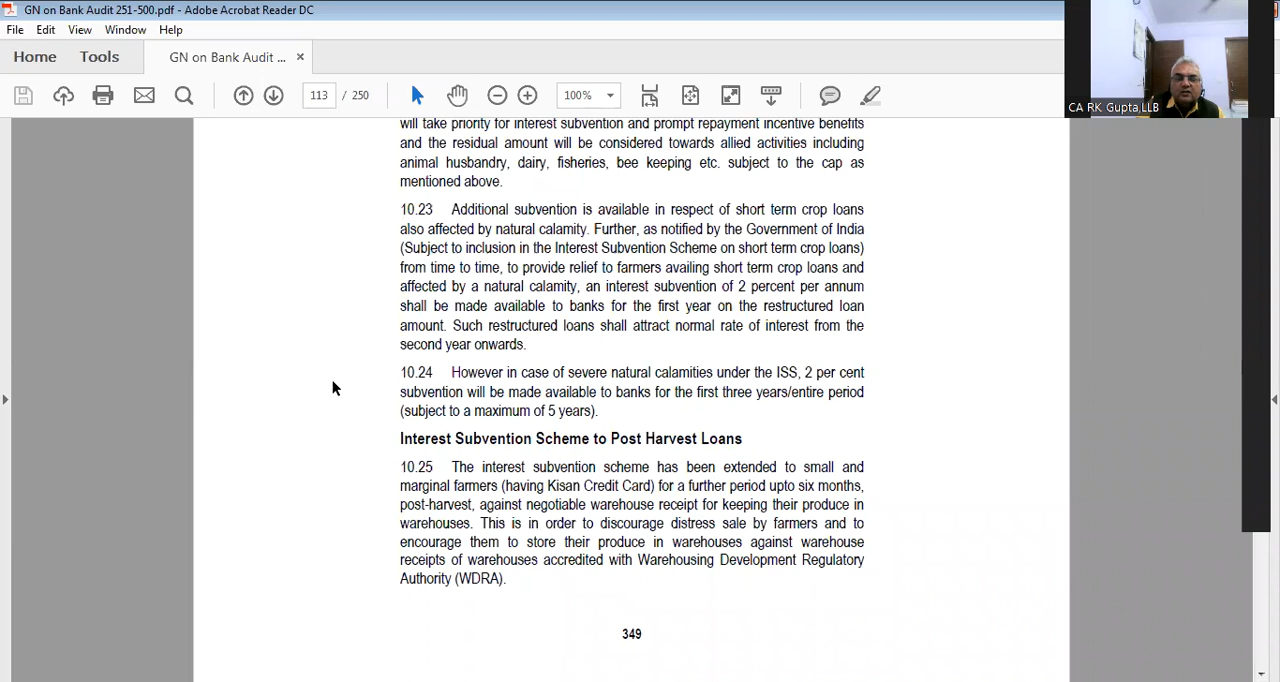 GN on Bank Audit 251-500.pdf - Adobe Acrobat Reader DC
File Edit View Window Help
Home Tools GN on Bank Audit ... ×
113 / 250 100%
CA RK Gupta,LLB
will take priority for interest subvention and prompt repayment incentive benefits
and the residual amount will be considered towards allied activities including
animal husbandry, dairy, fisheries, bee keeping etc. subject to the cap as
mentioned above.
10.23 Additional subvention is available in respect of short term crop loans
also affected by natural calamity. Further, as notified by the Government of India
(Subject to inclusion in the Interest Subvention Scheme on short term crop loans)
from time to time, to provide relief to farmers availing short term crop loans and
affected by a natural calamity, an interest subvention of 2 percent per annum
shall be made available to banks for the first year on the restructured loan
amount. Such restructured loans shall attract normal rate of interest from the
second year onwards.
10.24 However in case of severe natural calamities under the ISS, 2 per cent
subvention will be made available to banks for the first three years/entire period
(subject to a maximum of 5 years).
Interest Subvention Scheme to Post Harvest Loans
10.25 The interest subvention scheme has been extended to small and
marginal farmers (having Kisan Credit Card) for a further period upto six months,
post-harvest, against negotiable warehouse receipt for keeping their produce in
warehouses. This is in order to discourage distress sale by farmers and to
encourage them to store their produce in warehouses against warehouse
receipts of warehouses accredited with Warehousing Development Regulatory
Authority (WDRA).
349